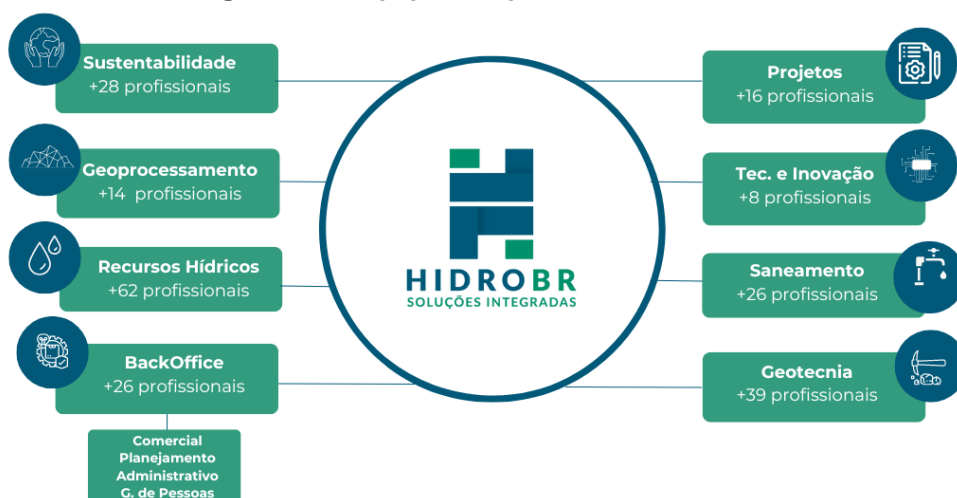 Sustentabilidade
+28 profissionais
Geoprocessamento
+14 profissionais
Recursos Hídricos
+62 profissionais
BackOffice
+26 profissionais
Comercial
Planejamento
Administrativo
G. de Pessoas
HIDROBR
SOLUÇÕES INTEGRADAS
Projetos
+16 profissionais
Tec. e Inovação
+8 profissionais
Saneamento
+26 profissionais
Geotecnia
+39 profissionais